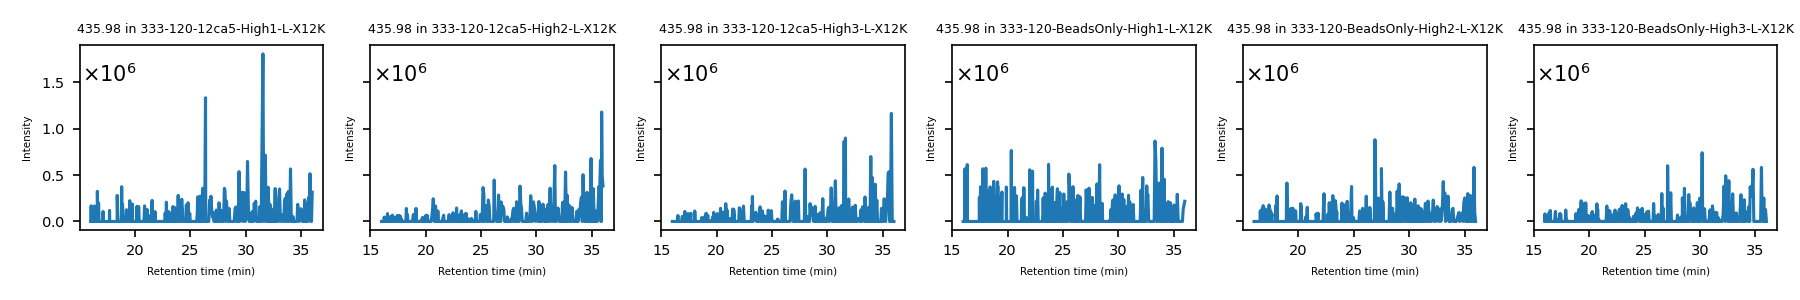 435.98 in 333-120-12ca5-High1-L-X12K
435.98 in 333-120-12ca5-High2-L-X12K
435.98 in 333-120-12ca5-High3-L-X12K
435.98 in 333-120-BeadsOnly-High1-L-X12K
435.98 in 333-120-BeadsOnly-High2-L-X12K
435.98 in 333-120-BeadsOnly-High3-L-X12K
×10⁶
×10⁶
×10⁶
×10⁶
×10⁶
×10⁶
1.5
1.0
0.5
0.0
Intensity
Intensity
Intensity
Intensity
Intensity
Intensity
20 25 30 35
15 20 25 30 35
15 20 25 30 35
15 20 25 30 35
20 25 30 35
20 25 30 35
Retention time (min)
Retention time (min)
Retention time (min)
Retention time (min)
Retention time (min)
Retention time (min)